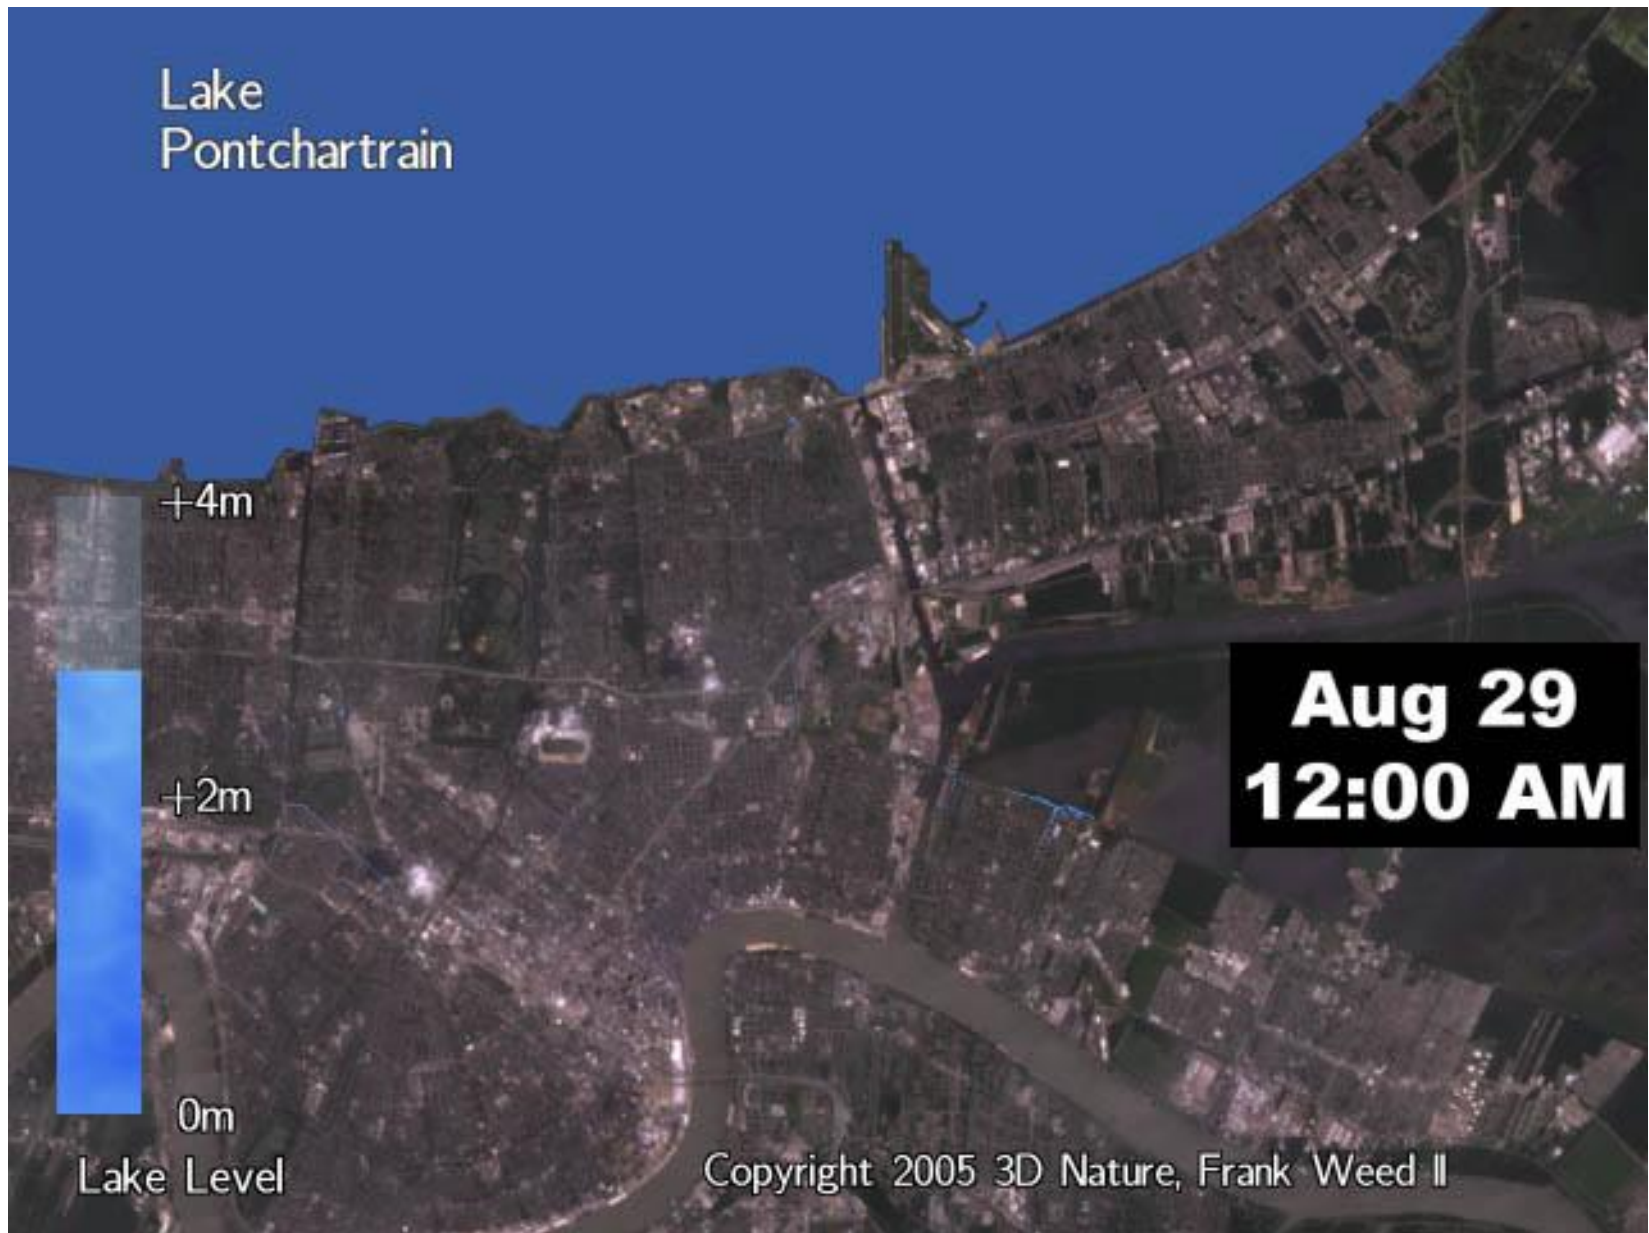 Lake
Pontchartrain
+4m
Aug 29
12:00 AM
+2m
0m
Lake Level
Copyright 2005 3D Nature, Frank Weed II